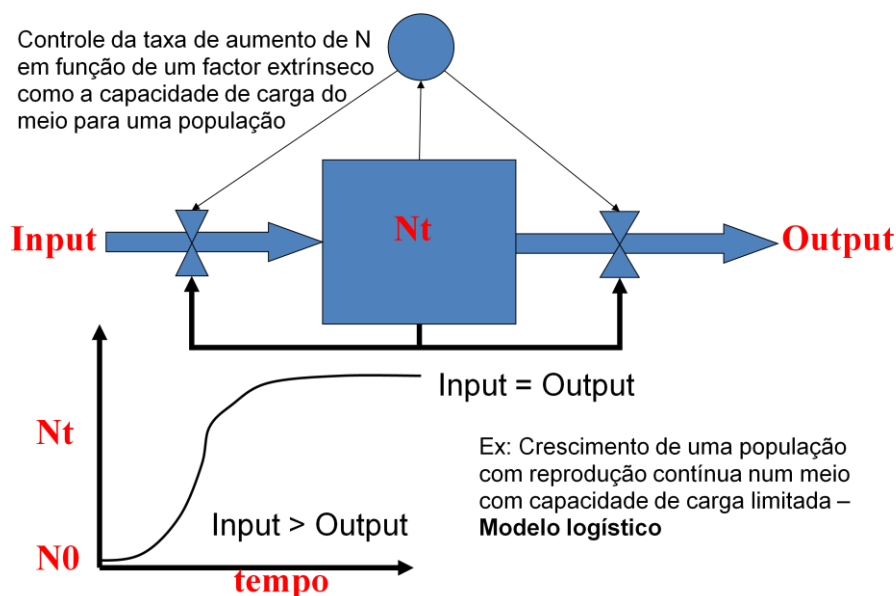 Controle da taxa de aumento de N
em função de um factor extrínseco
como a capacidade de carga do
meio para uma população
Input
Nt
Output
Input = Output
Nt
Ex: Crescimento de uma população
com reprodução contínua num meio
com capacidade de carga limitada –
Modelo logístico
Input > Output
N0
tempo